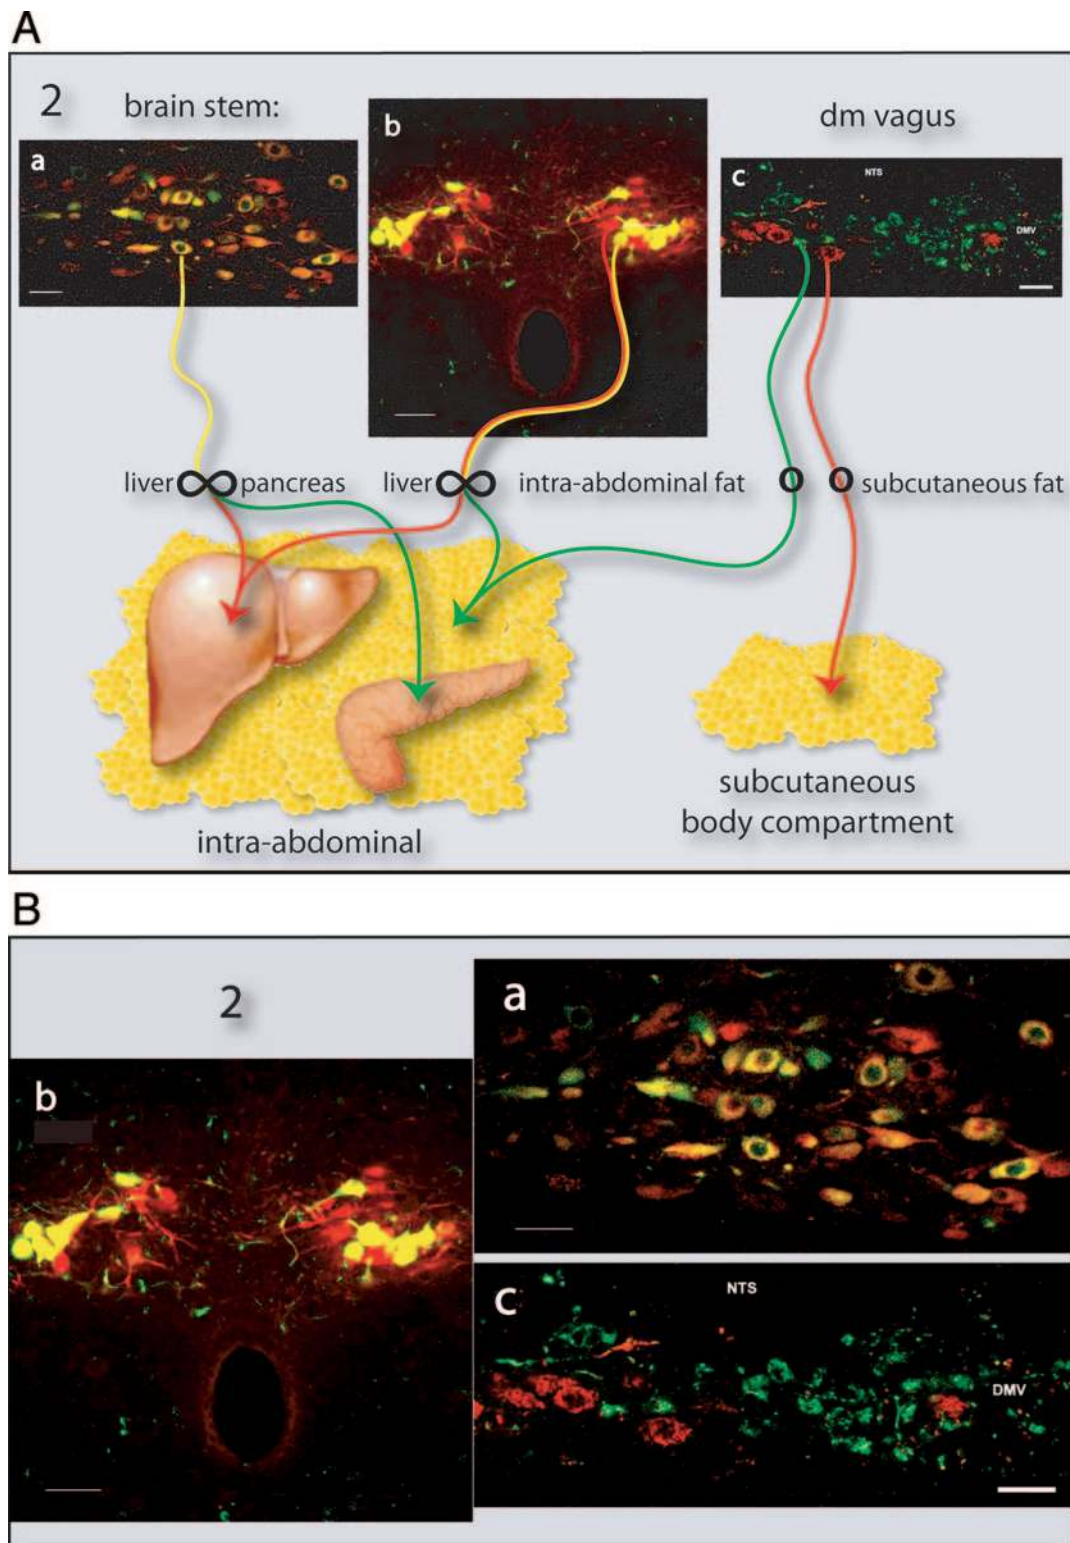 A
2 brain stem:
a
b
dm vagus
c
NTS
DMV
liver ∞ pancreas
liver ∞ intra-abdominal fat
o o subcutaneous fat
intra-abdominal
subcutaneous
body compartment
B
2
a
b
c
NTS
DMV